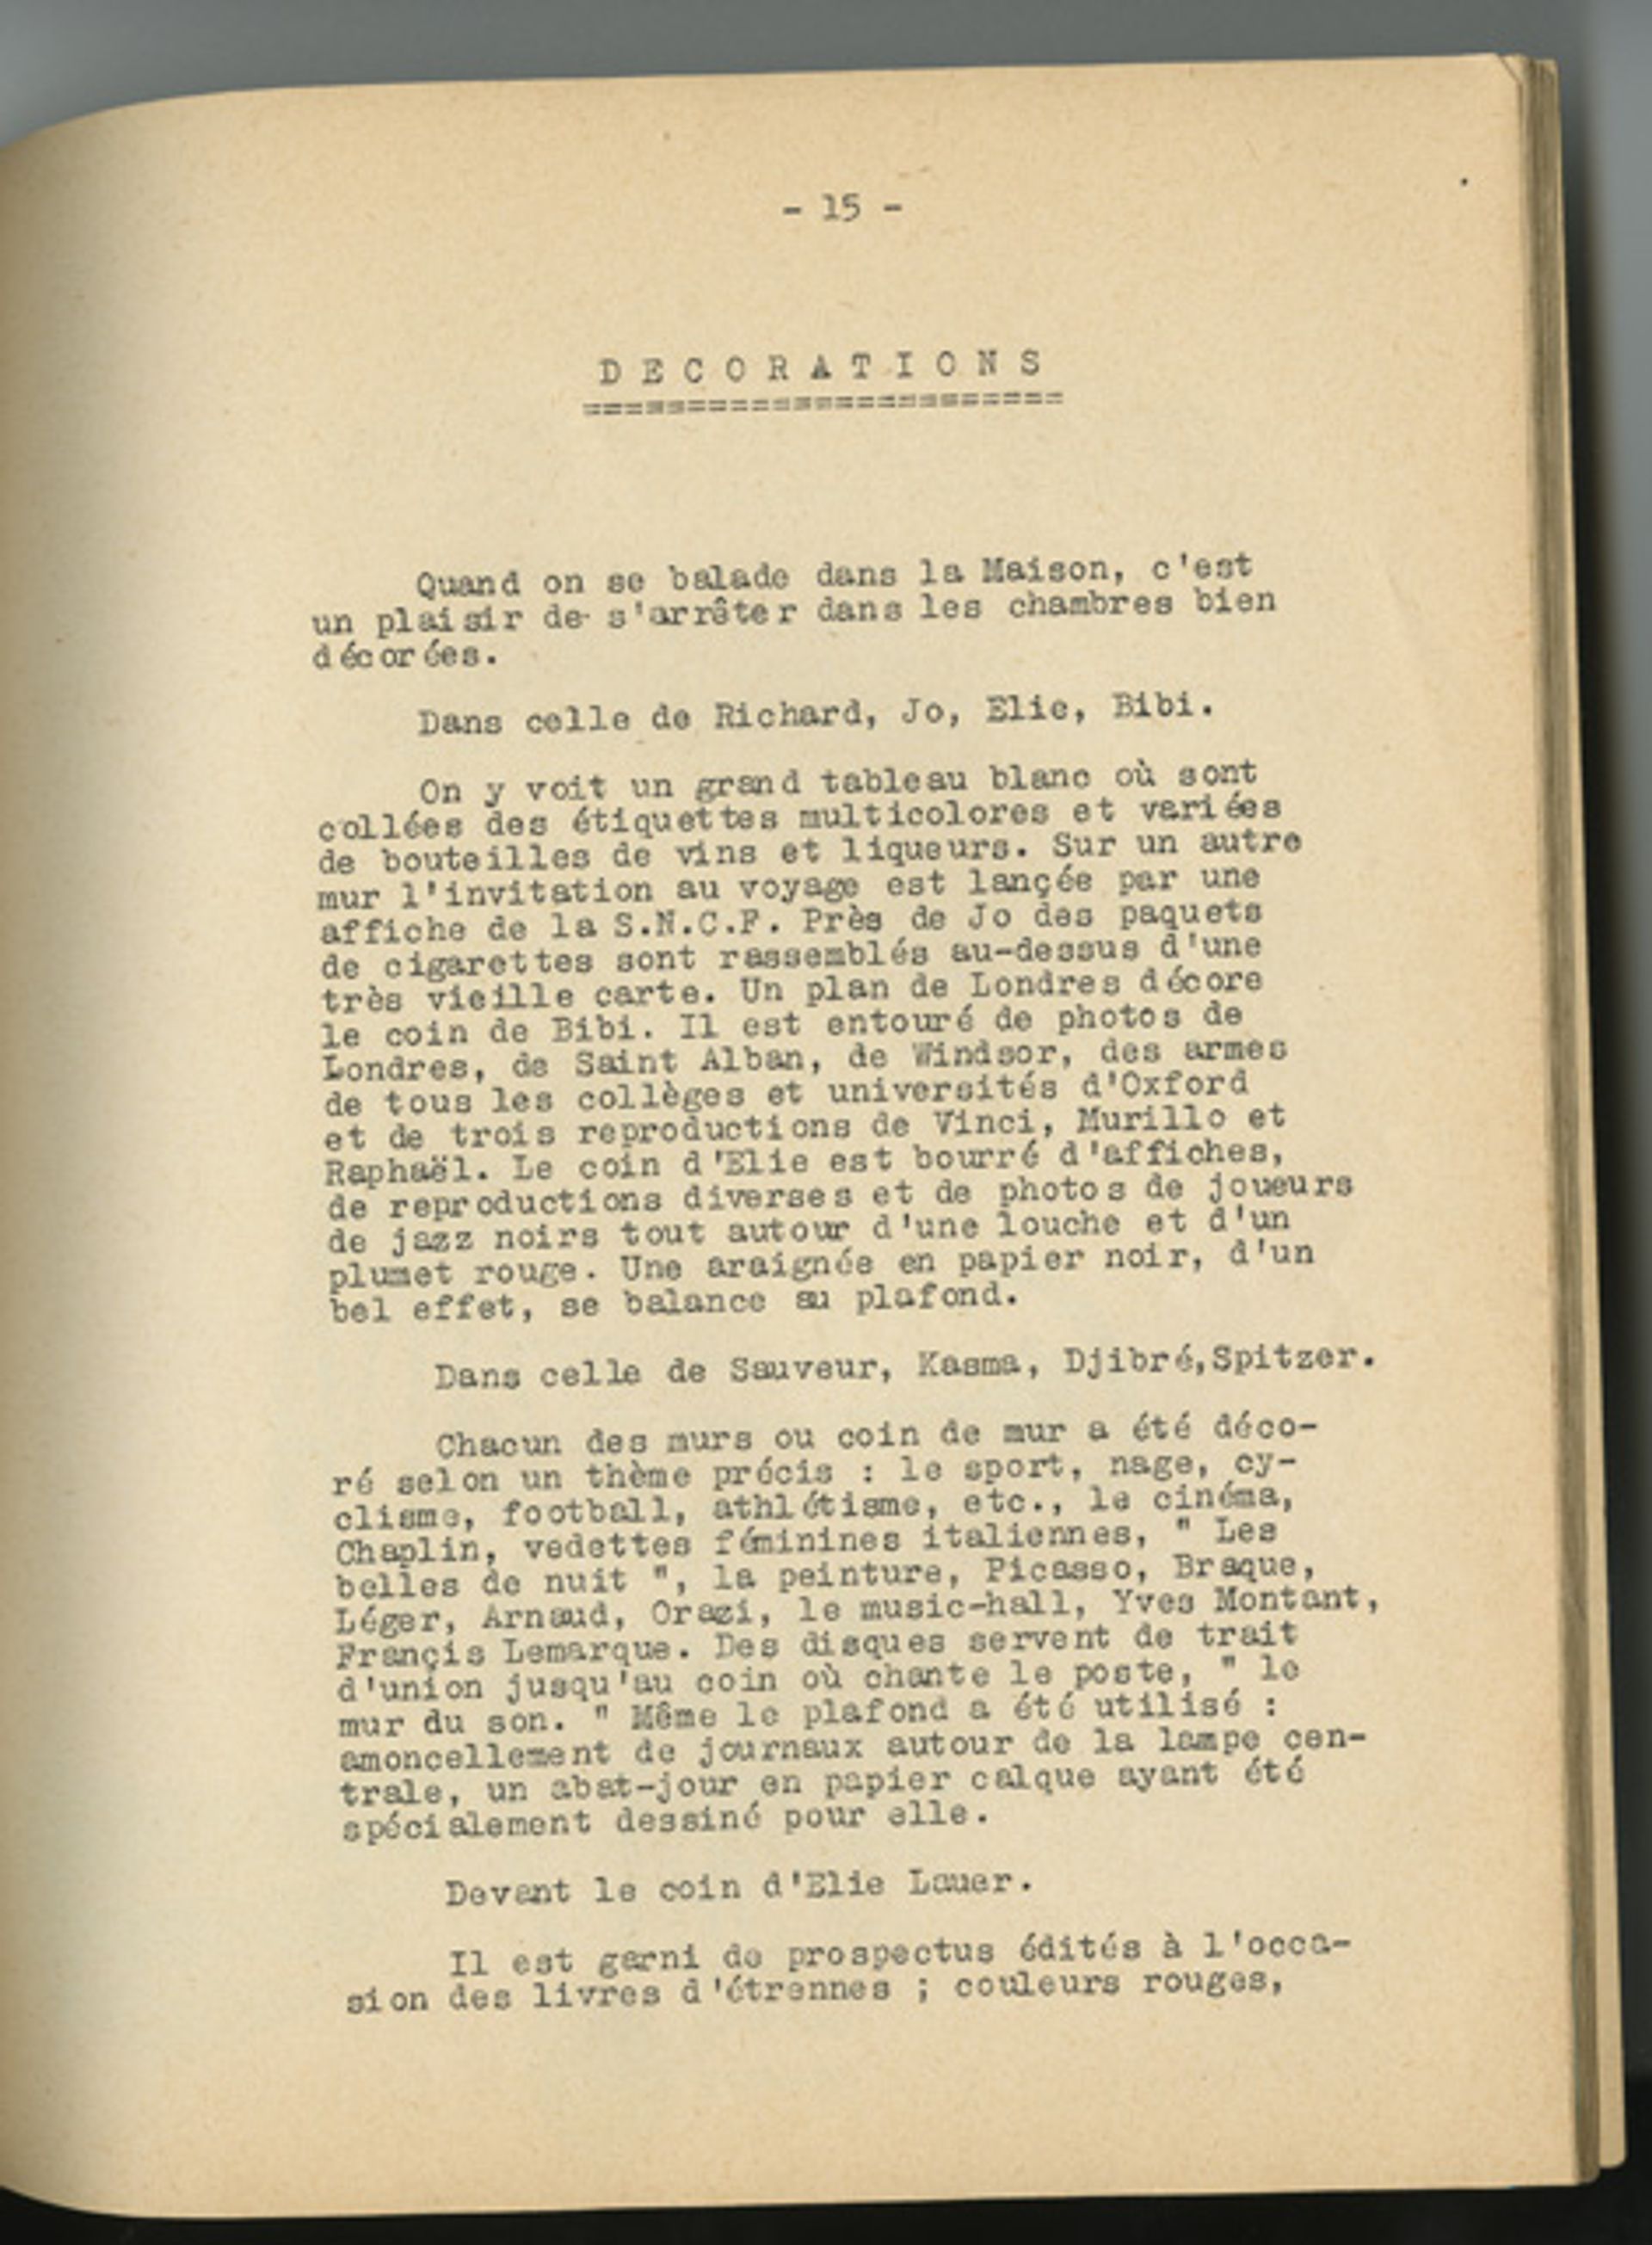 - 15 -
D E C O R A T I O N S
=======================
Quand on se balade dans la Maison, c'est
un plaisir de s'arrêter dans les chambres bien
décorées.
Dans celle de Richard, Jo, Elie, Bibi.
On y voit un grand tableau blanc où sont
collées des étiquettes multicolores et variées
de bouteilles de vins et liqueurs. Sur un autre
mur l'invitation au voyage est lançée par une
affiche de la S.N.C.F. Près de Jo des paquets
de cigarettes sont rassemblés au-dessus d'une
très vieille carte. Un plan de Londres décore
le coin de Bibi. Il est entouré de photos de
Londres, de Saint Alban, de Windsor, des armes
de tous les collèges et universités d'Oxford
et de trois reproductions de Vinci, Murillo et
Raphaël. Le coin d'Elie est bourré d'affiches,
de reproductions diverses et de photos de joueurs
de jazz noirs tout autour d'une louche et d'un
plumet rouge. Une araignée en papier noir, d'un
bel effet, se balance au plafond.
Dans celle de Sauveur, Kasma, Djibré,Spitzer.
Chacun des murs ou coin de mur a été déco-
ré selon un thème précis : le sport, nage, cy-
clisme, football, athlétisme, etc., le cinéma,
Chaplin, vedettes féminines italiennes, " Les
belles de nuit ", la peinture, Picasso, Braque,
Léger, Arnaud, Orazi, le music-hall, Yves Montant,
Françis Lemarque. Des disques servent de trait
d'union jusqu'au coin où chante le poste, " le
mur du son. " Même le plafond a été utilisé :
amoncellement de journaux autour de la lampe cen-
trale, un abat-jour en papier calque ayant été
spécialement dessiné pour elle.
Devant le coin d'Elie Lauer.
Il est garni de prospectus édités à l'occa-
sion des livres d'étrennes ; couleurs rouges,